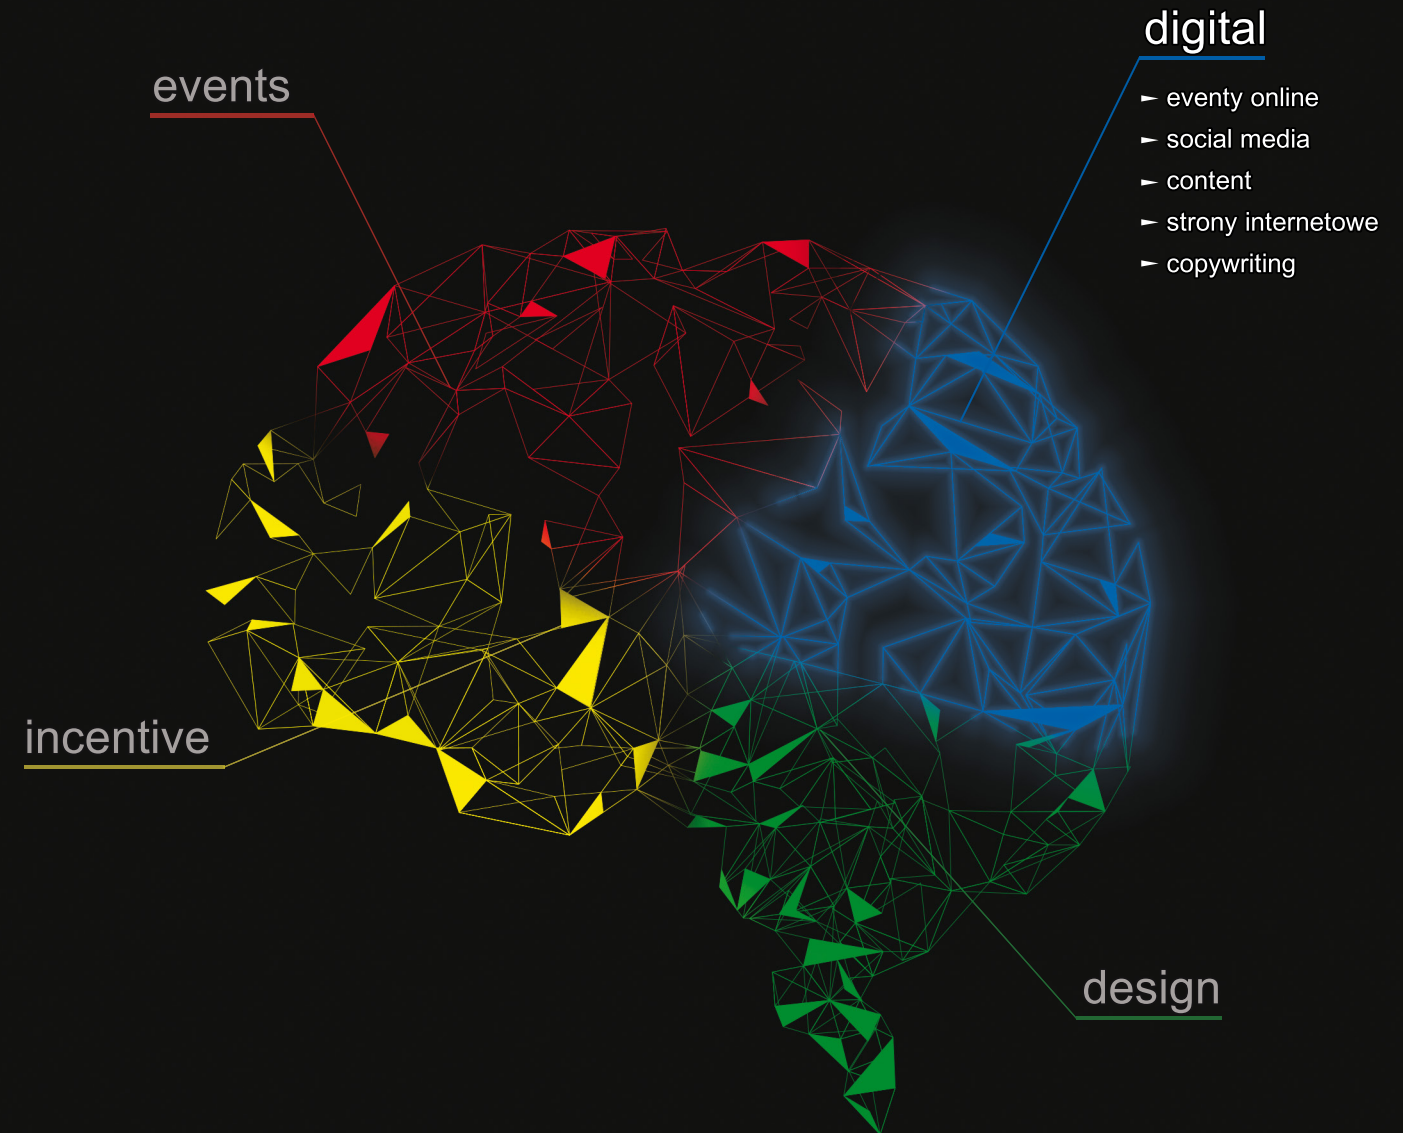 digital
events
► eventy online
► social media
► content
► strony internetowe
► copywriting
incentive
design